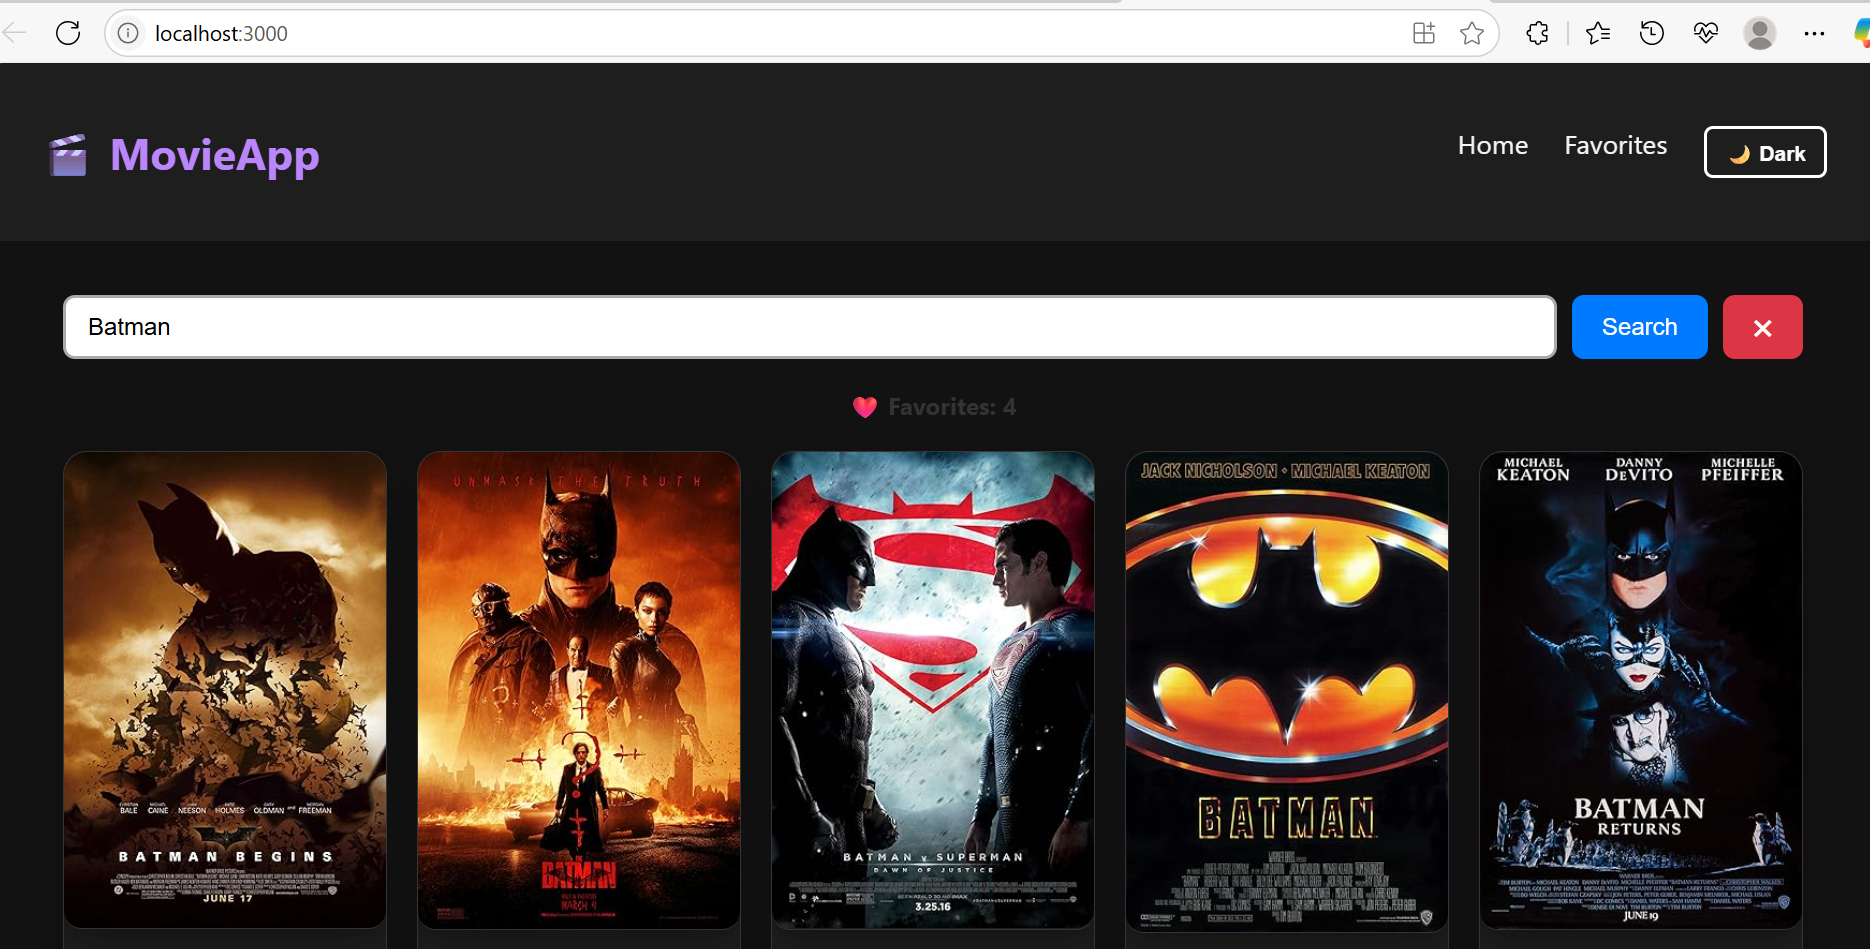 localhost:3000
MovieApp
Home
Favorites
Dark
Batman
Search
Favorites: 4
CHRISTIAN BALE MICHAEL CAINE LIAM NEESON KATIE HOLMES GARY OLDMAN and MORGAN FREEMAN
BATMAN BEGINS
JUNE 17
UNMASK THE TRUTH
THE
BATMAN
MARCH 4
BATMAN v SUPERMAN
DAWN OF JUSTICE
3.25.16
JACK NICHOLSON • MICHAEL KEATON
BATMAN
MICHAEL KEATON
DANNY DeVITO
MICHELLE PFEIFFER
BATMAN
RETURNS
JUNE 19